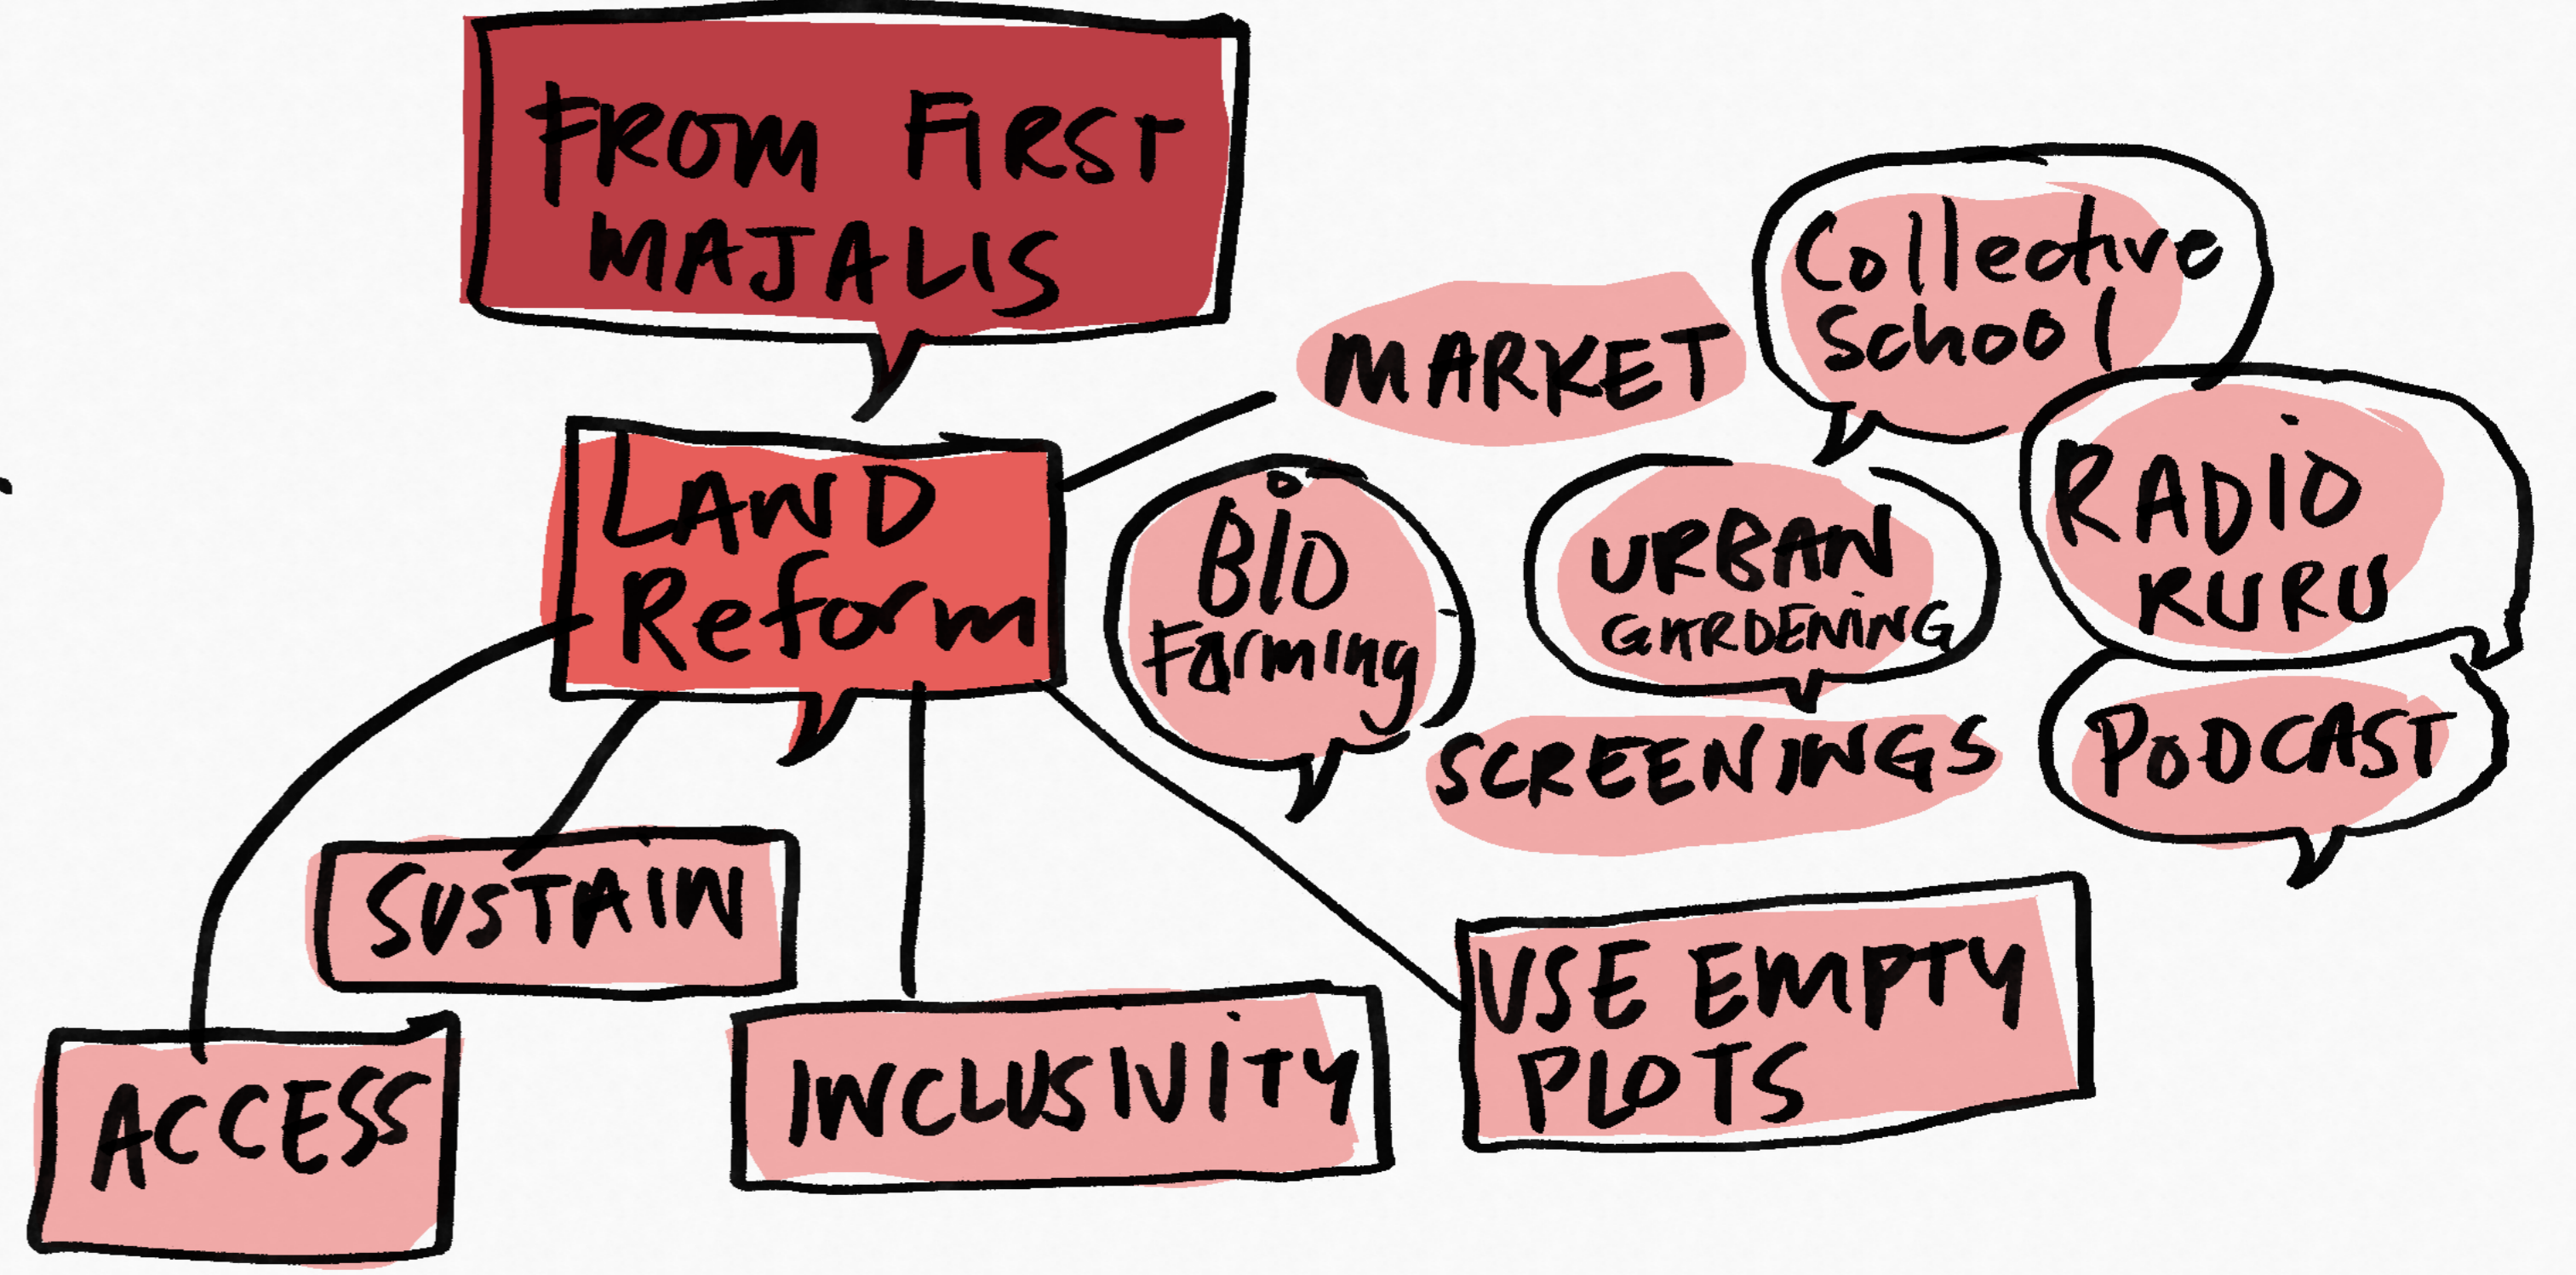 FROM FIRST
MAJALIS
LAND
Reform
MARKET
Collective
School
BIO
Farming
URBAN
GARDENING
RADIO
RURU
SCREENINGS
PODCAST
SUSTAIN
ACCESS
INCLUSIVITY
USE EMPTY
PLOTS